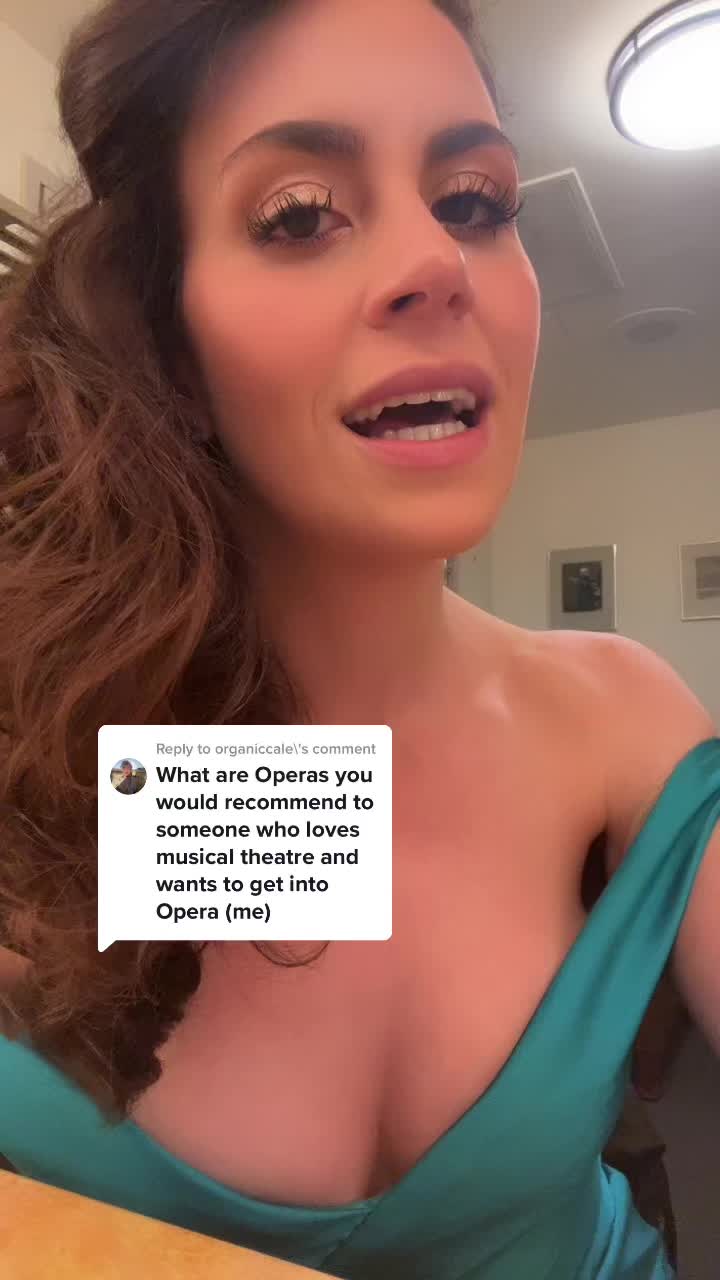 Reply to organiccale\'s comment
What are Operas you
would recommend to
someone who loves
musical theatre and
wants to get into
Opera (me)